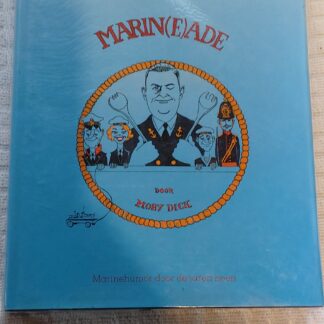 MARIN(E)ADE
DOOR
MOBY DICK
Marinehumor door de jaren heen